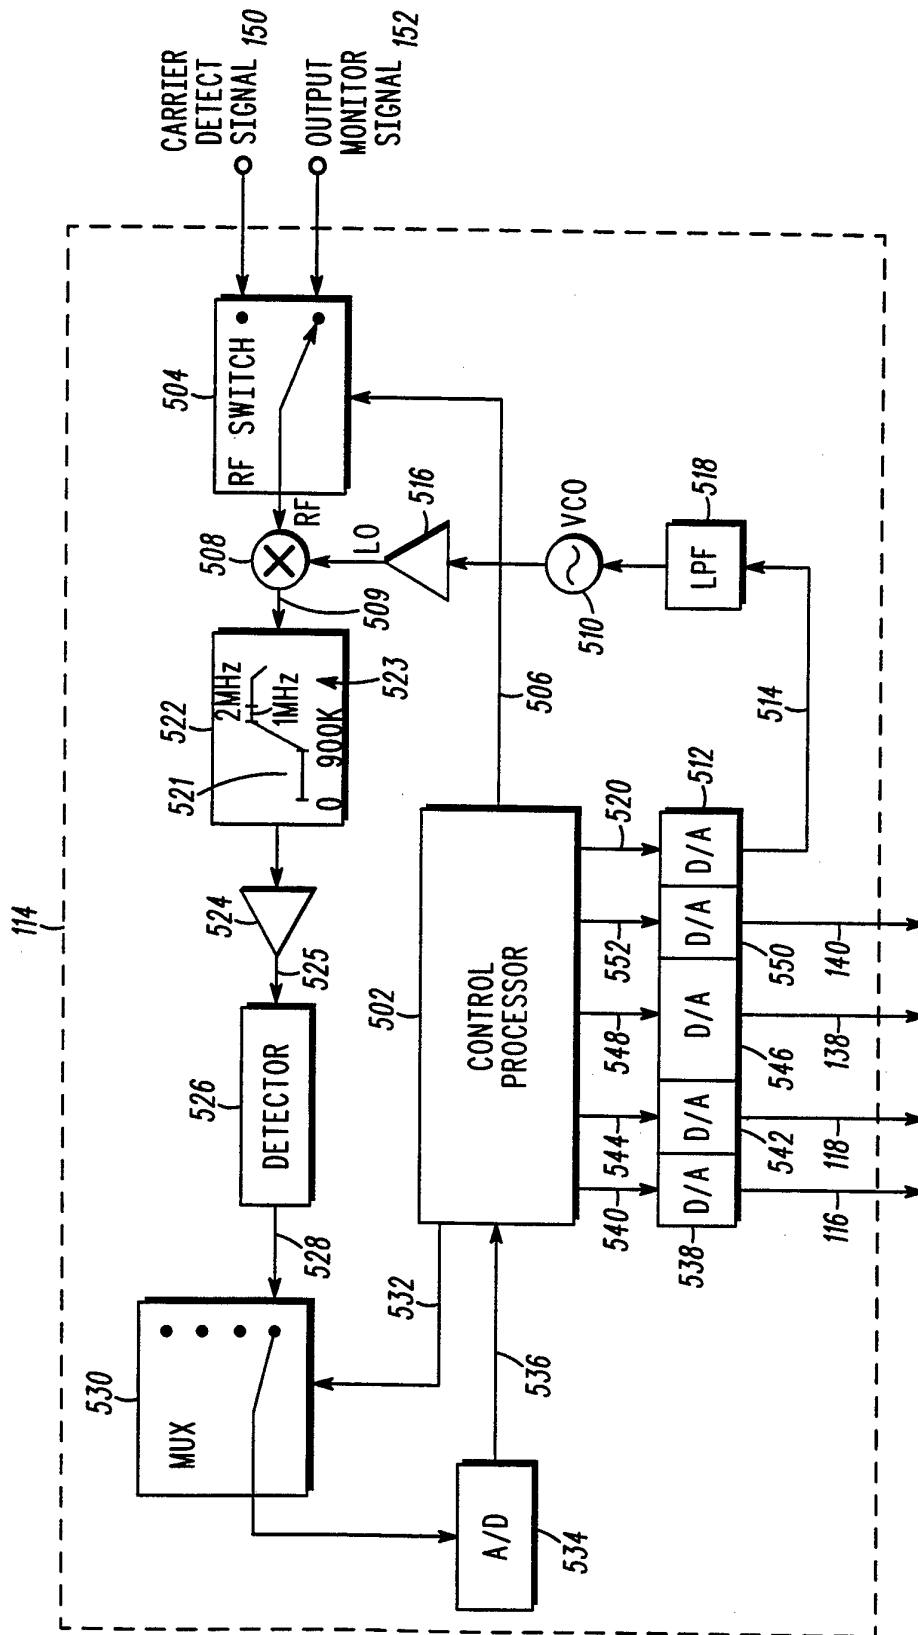 114
CARRIER
DETECT
SIGNAL 150
OUTPUT
MONITOR
SIGNAL 152
504
RF SWITCH
RF
508
509
LO
516
VCO
510
518
LPF
514
506
522
521
2MHz
1MHz
0 900K
523
524
525
526
DETECTOR
528
530
MUX
532
534
A/D
536
502
CONTROL
PROCESSOR
540
544
548
552
520
D/A
D/A
D/A
D/A
D/A
538
542
546
550
512
116
118
138
140